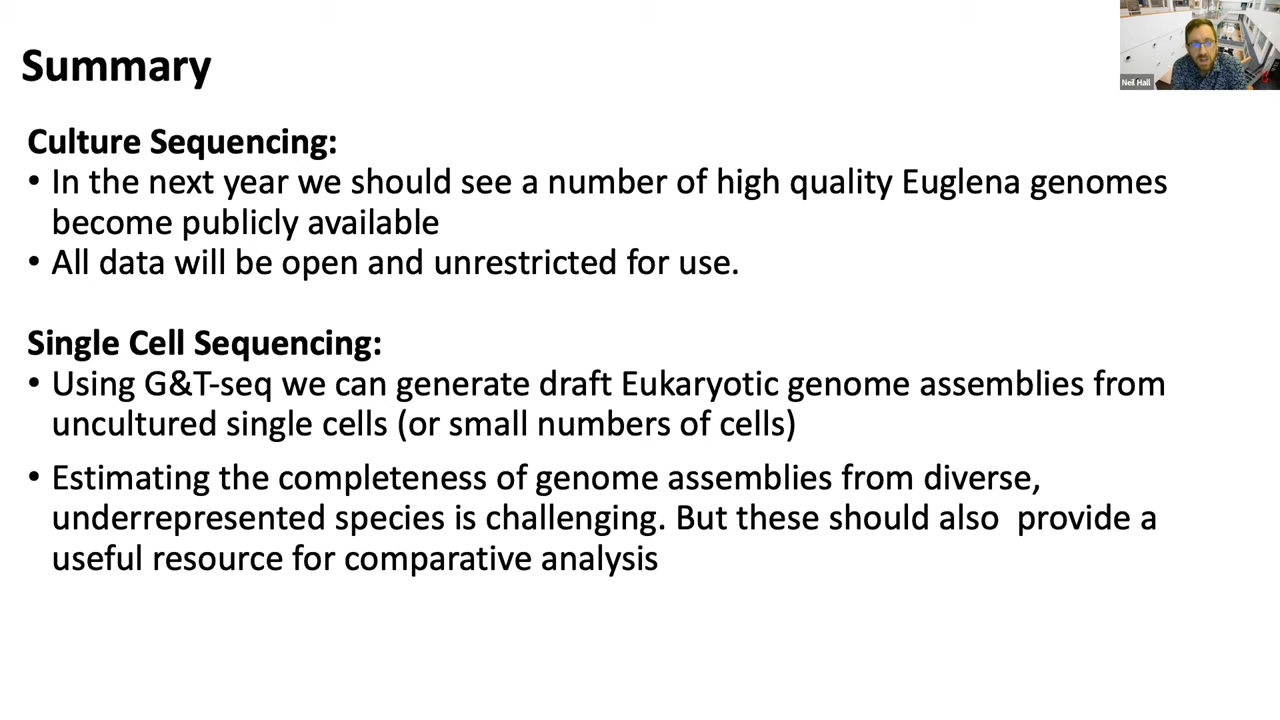 Summary
Neil Hall
Culture Sequencing:
• In the next year we should see a number of high quality Euglena genomes
become publicly available
• All data will be open and unrestricted for use.
Single Cell Sequencing:
• Using G&T-seq we can generate draft Eukaryotic genome assemblies from
uncultured single cells (or small numbers of cells)
• Estimating the completeness of genome assemblies from diverse,
underrepresented species is challenging. But these should also  provide a
useful resource for comparative analysis